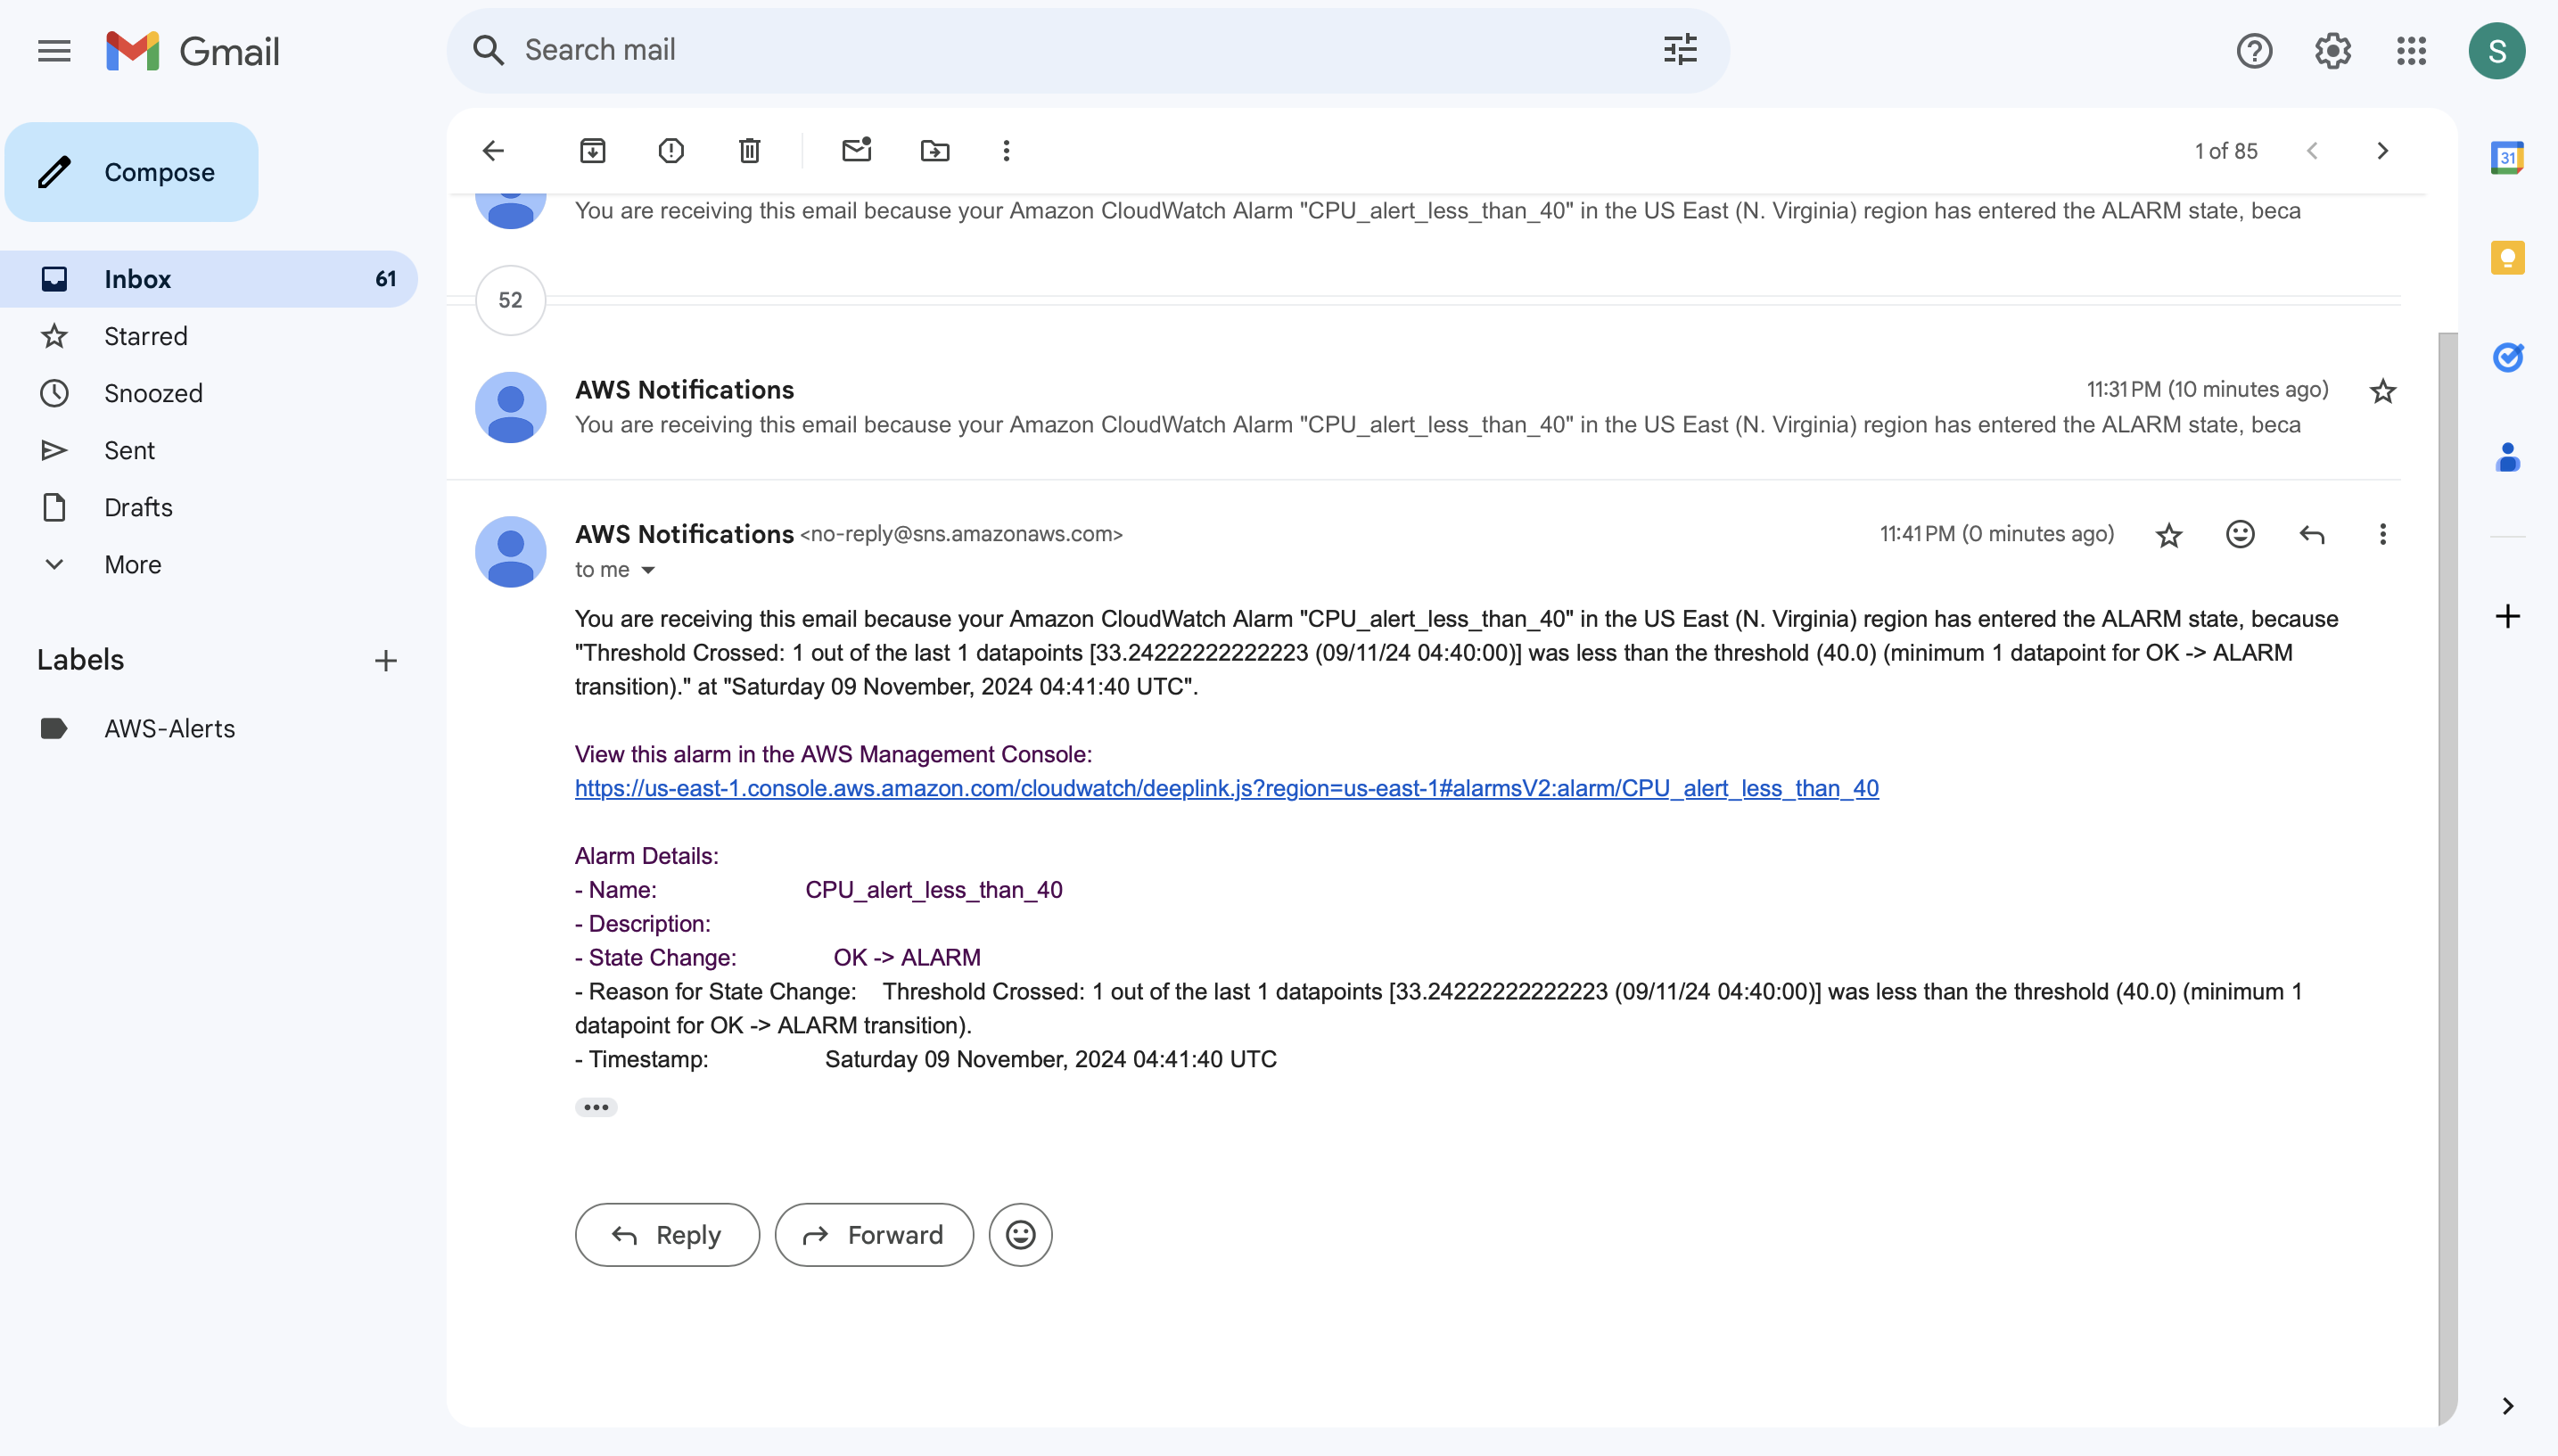 Gmail
Search mail
S
Compose
1 of 85
31
You are receiving this email because your Amazon CloudWatch Alarm "CPU_alert_less_than_40" in the US East (N. Virginia) region has entered the ALARM state, beca
Inbox 61
52
Starred
Snoozed
AWS Notifications 11:31 PM (10 minutes ago)
You are receiving this email because your Amazon CloudWatch Alarm "CPU_alert_less_than_40" in the US East (N. Virginia) region has entered the ALARM state, beca
Sent
Drafts
More
AWS Notifications <no-reply@sns.amazonaws.com> 11:41 PM (0 minutes ago)
to me
Labels
AWS-Alerts
You are receiving this email because your Amazon CloudWatch Alarm "CPU_alert_less_than_40" in the US East (N. Virginia) region has entered the ALARM state, because
"Threshold Crossed: 1 out of the last 1 datapoints [33.24222222222223 (09/11/24 04:40:00)] was less than the threshold (40.0) (minimum 1 datapoint for OK -> ALARM
transition)." at "Saturday 09 November, 2024 04:41:40 UTC".
View this alarm in the AWS Management Console:
https://us-east-1.console.aws.amazon.com/cloudwatch/deeplink.js?region=us-east-1#alarmsV2:alarm/CPU_alert_less_than_40
Alarm Details:
- Name: CPU_alert_less_than_40
- Description:
- State Change: OK -> ALARM
- Reason for State Change: Threshold Crossed: 1 out of the last 1 datapoints [33.24222222222223 (09/11/24 04:40:00)] was less than the threshold (40.0) (minimum 1
datapoint for OK -> ALARM transition).
- Timestamp: Saturday 09 November, 2024 04:41:40 UTC
Reply
Forward